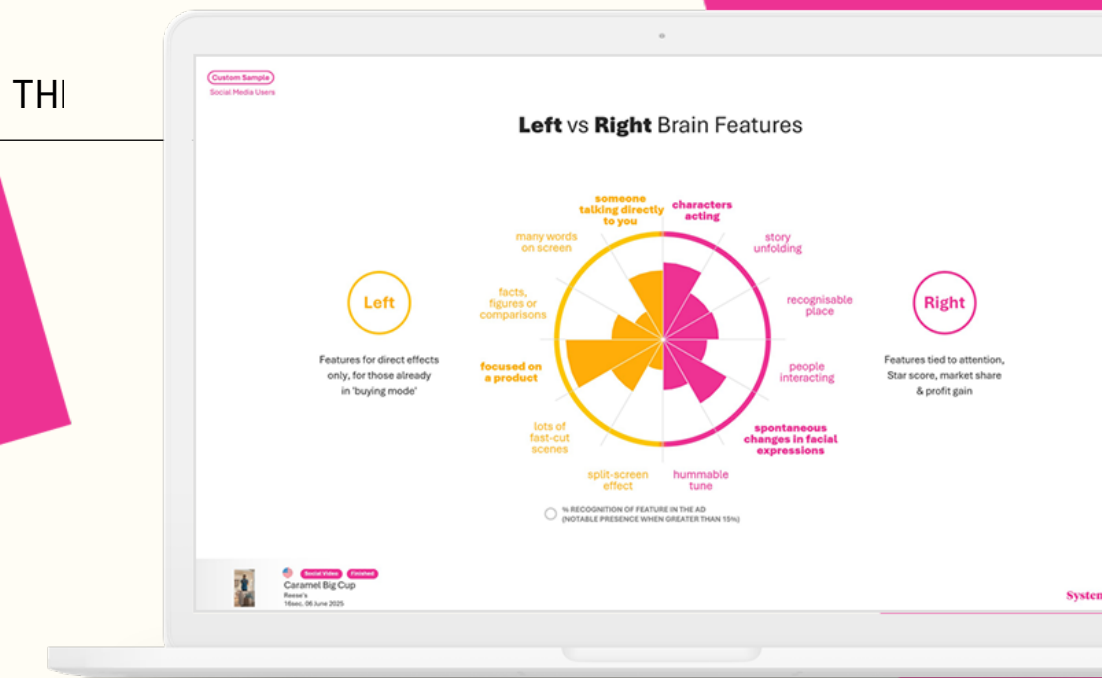 THI
Custom Sample
Social Media Users
Left vs Right Brain Features
someone
talking directly
to you
characters
acting
many words
on screen
story
unfolding
facts,
figures or
comparisons
recognisable
place
Left
Right
Features for direct effects
only, for those already
in 'buying mode'
focused on
a product
people
interacting
Features tied to attention,
Star score, market share
& profit gain
lots of
fast-cut
scenes
spontaneous
changes in facial
expressions
split-screen
effect
hummable
tune
% RECOGNITION OF FEATURE IN THE AD
(NOTABLE PRESENCE WHEN GREATER THAN 15%)
Social Video Finished
Caramel Big Cup
Reese's
16sec. 06 June 2025
System